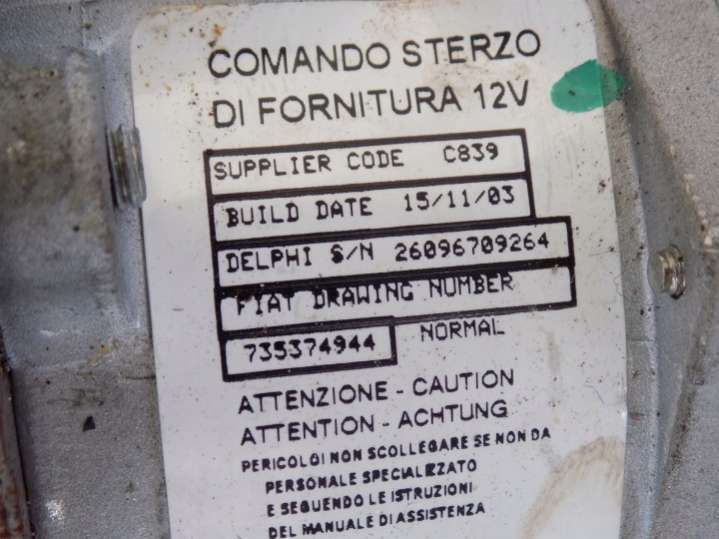 COMANDO STERZO
DI FORNITURA 12V
SUPPLIER CODE C839
BUILD DATE 15/11/03
DELPHI S/N 26096709264
FIAT DRAWING NUMBER
735374944 NORMAL
ATTENZIONE - CAUTION
ATTENTION - ACHTUNG
PERICOLO! NON SCOLLEGARE SE NON DA
PERSONALE SPECIALIZZATO
E SEGUENDO LE ISTRUZIONI
DEL MANUALE DI ASSISTENZA